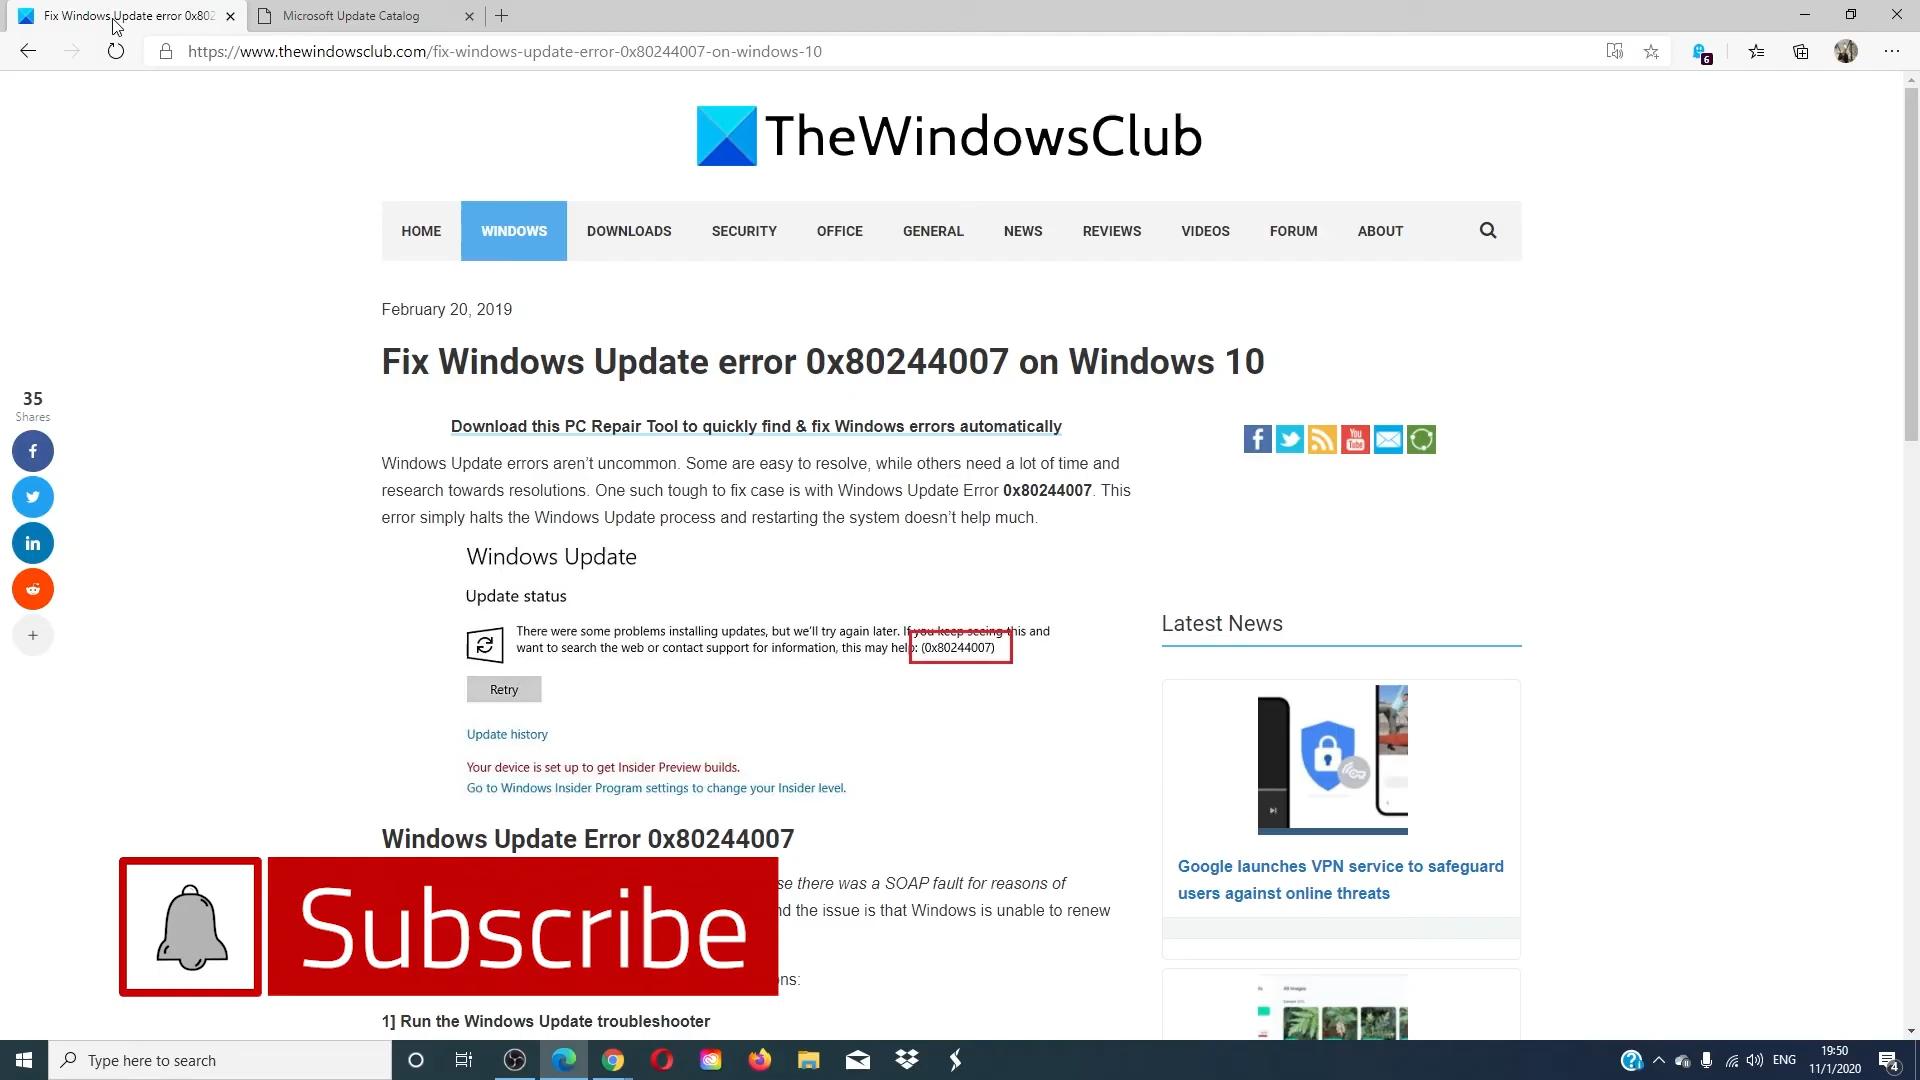 Fix Windows Update error 0x802
Microsoft Update Catalog
https://www.thewindowsclub.com/fix-windows-update-error-0x80244007-on-windows-10
6
TheWindowsClub
HOME
WINDOWS
DOWNLOADS
SECURITY
OFFICE
GENERAL
NEWS
REVIEWS
VIDEOS
FORUM
ABOUT
February 20, 2019
Fix Windows Update error 0x80244007 on Windows 10
35
Shares
Download this PC Repair Tool to quickly find & fix Windows errors automatically
Windows Update errors aren't uncommon. Some are easy to resolve, while others need a lot of time and
research towards resolutions. One such tough to fix case is with Windows Update Error 0x80244007. This
error simply halts the Windows Update process and restarting the system doesn't help much.
You Tube
Windows Update
Update status
There were some problems installing updates, but we'll try again later. If you keep seeing this and
want to search the web or contact support for information, this may help: (0x80244007)
Retry
Update history
Your device is set up to get Insider Preview builds.
Go to Windows Insider Program settings to change your Insider level.
Latest News
Google launches VPN service to safeguard
users against online threats
Windows Update Error 0x80244007
se there was a SOAP fault for reasons of
nd the issue is that Windows is unable to renew
Subscribe
ns:
1] Run the Windows Update troubleshooter
Type here to search
ENG
19:50
11/1/2020
4